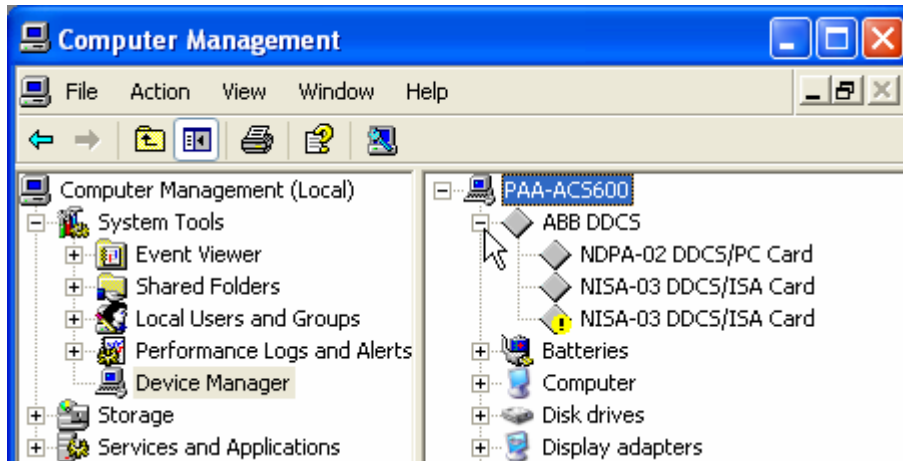 Computer Management
File Action View Window Help
Computer Management (Local)
System Tools
Event Viewer
Shared Folders
Local Users and Groups
Performance Logs and Alerts
Device Manager
Storage
Services and Applications
PAA-ACS600
ABB DDCS
NDPA-02 DDCS/PC Card
NISA-03 DDCS/ISA Card
NISA-03 DDCS/ISA Card
Batteries
Computer
Disk drives
Display adapters